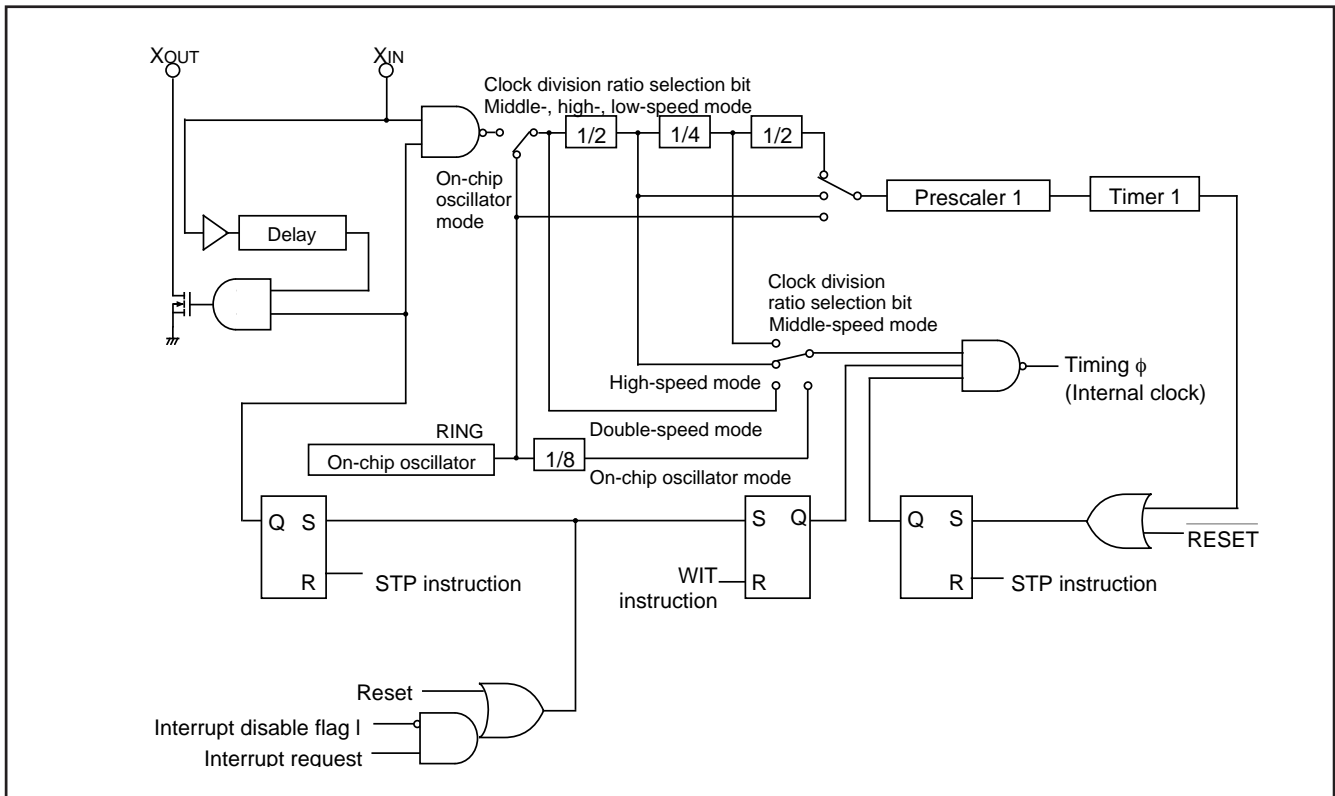 XOUT
XIN
Clock division ratio selection bit
Middle-, high-, low-speed mode
1/2
1/4
1/2
On-chip
oscillator
mode
Prescaler 1
Timer 1
Delay
Clock division
ratio selection bit
Middle-speed mode
High-speed mode
Timing ϕ
(Internal clock)
RING
Double-speed mode
On-chip oscillator
1/8
On-chip oscillator mode
Q S
R
STP instruction
S Q
R
WIT
instruction
Q S
R
STP instruction
RESET
Reset
Interrupt disable flag I
Interrupt request